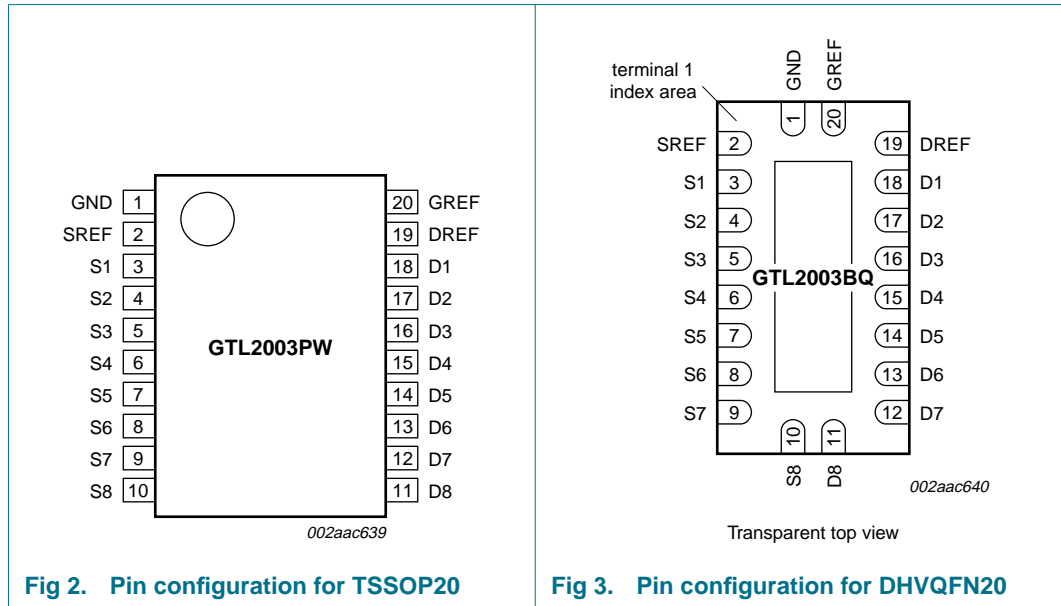 GND 1
SREF 2
S1 3
S2 4
S3 5
S4 6
S5 7
S6 8
S7 9
S8 10
GTL2003PW
20 GREF
19 DREF
18 D1
17 D2
16 D3
15 D4
14 D5
13 D6
12 D7
11 D8
002aac639
Fig 2. Pin configuration for TSSOP20
terminal 1
index area
GND
GREF
1
20
SREF 2
S1 3
S2 4
S3 5
S4 6
S5 7
S6 8
S7 9
GTL2003BQ
19 DREF
18 D1
17 D2
16 D3
15 D4
14 D5
13 D6
12 D7
10
11
S8
D8
002aac640
Transparent top view
Fig 3. Pin configuration for DHVQFN20